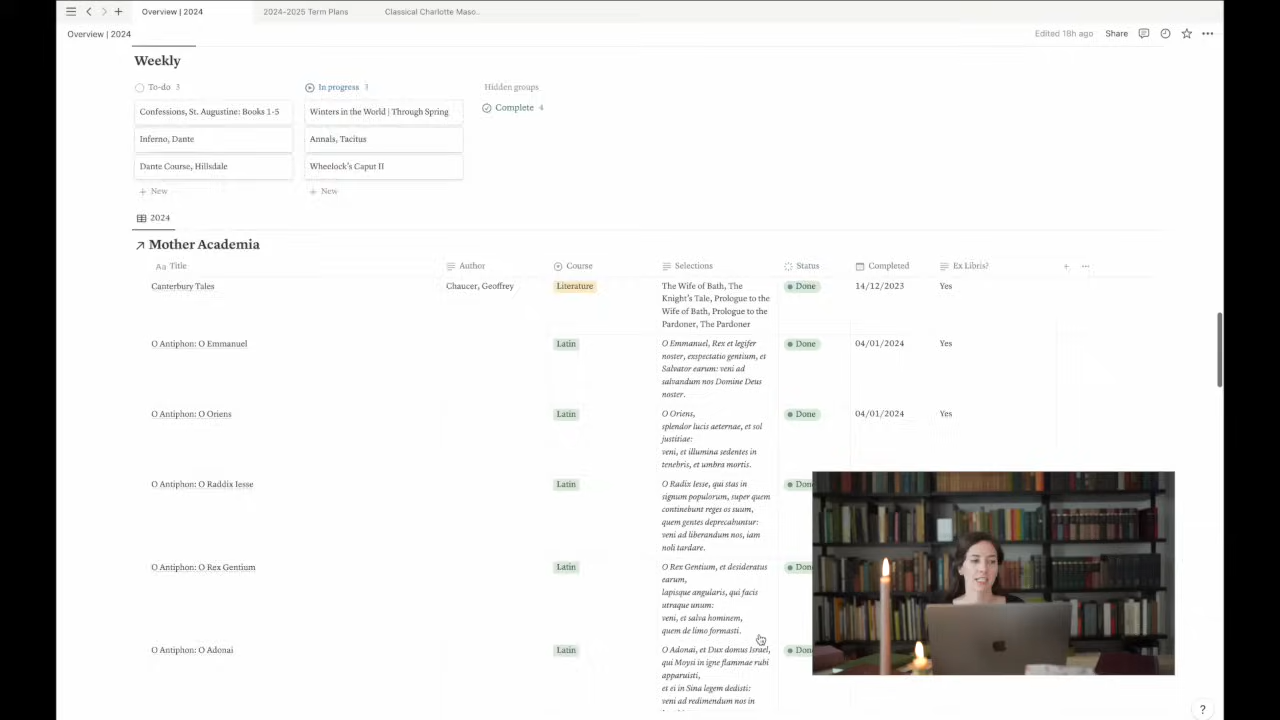 Overview | 2024
2024-2025 Term Plans
Classical Charlotte Maso...
Overview | 2024
Edited 18h ago
Share
Weekly
To-do 3
In progress 3
Hidden groups
Confessions, St. Augustine: Books 1-5
Winters in the World | Through Spring
Complete 4
Inferno, Dante
Annals, Tacitus
Dante Course, Hillsdale
Wheelock's Caput II
+ New
+ New
2024
Mother Academia
Aa Title
Author
Course
Selections
Status
Completed
Ex Libris?
Canterbury Tales
Chaucer, Geoffrey
Literature
The Wife of Bath, The
Knight's Tale, Prologue to the
Wife of Bath, Prologue to the
Pardoner, The Pardoner
Done
14/12/2023
Yes
O Antiphon: O Emmanuel
Latin
O Emmanuel, Rex et legifer
noster, exspectatio gentium, et
Salvator earum: veni ad
salvandum nos Domine Deus
noster.
Done
04/01/2024
Yes
O Antiphon: O Oriens
Latin
O Oriens,
splendor lucis aeternae, et sol
justitiae:
veni, et illumina sedentes in
tenebris, et umbra mortis.
Done
04/01/2024
Yes
O Antiphon: O Raddix Iesse
Latin
O Radix Iesse, qui stas in
signum populorum, super quem
continebunt reges os suum,
quem gentes deprecabuntur:
veni ad liberandum nos, iam
noli tardare.
Done
O Antiphon: O Rex Gentium
Latin
O Rex Gentium, et desideratus
earum,
lapisque angularis, qui facis
utraque unum:
veni, et salva hominem,
quem de limo formasti.
Done
O Antiphon: O Adonai
Latin
O Adonai, et Dux domus Israel,
qui Moysi in igne flammae rubi
apparuisti,
et ei in Sina legem dedisti:
veni ad redimendum nos in
Done
?